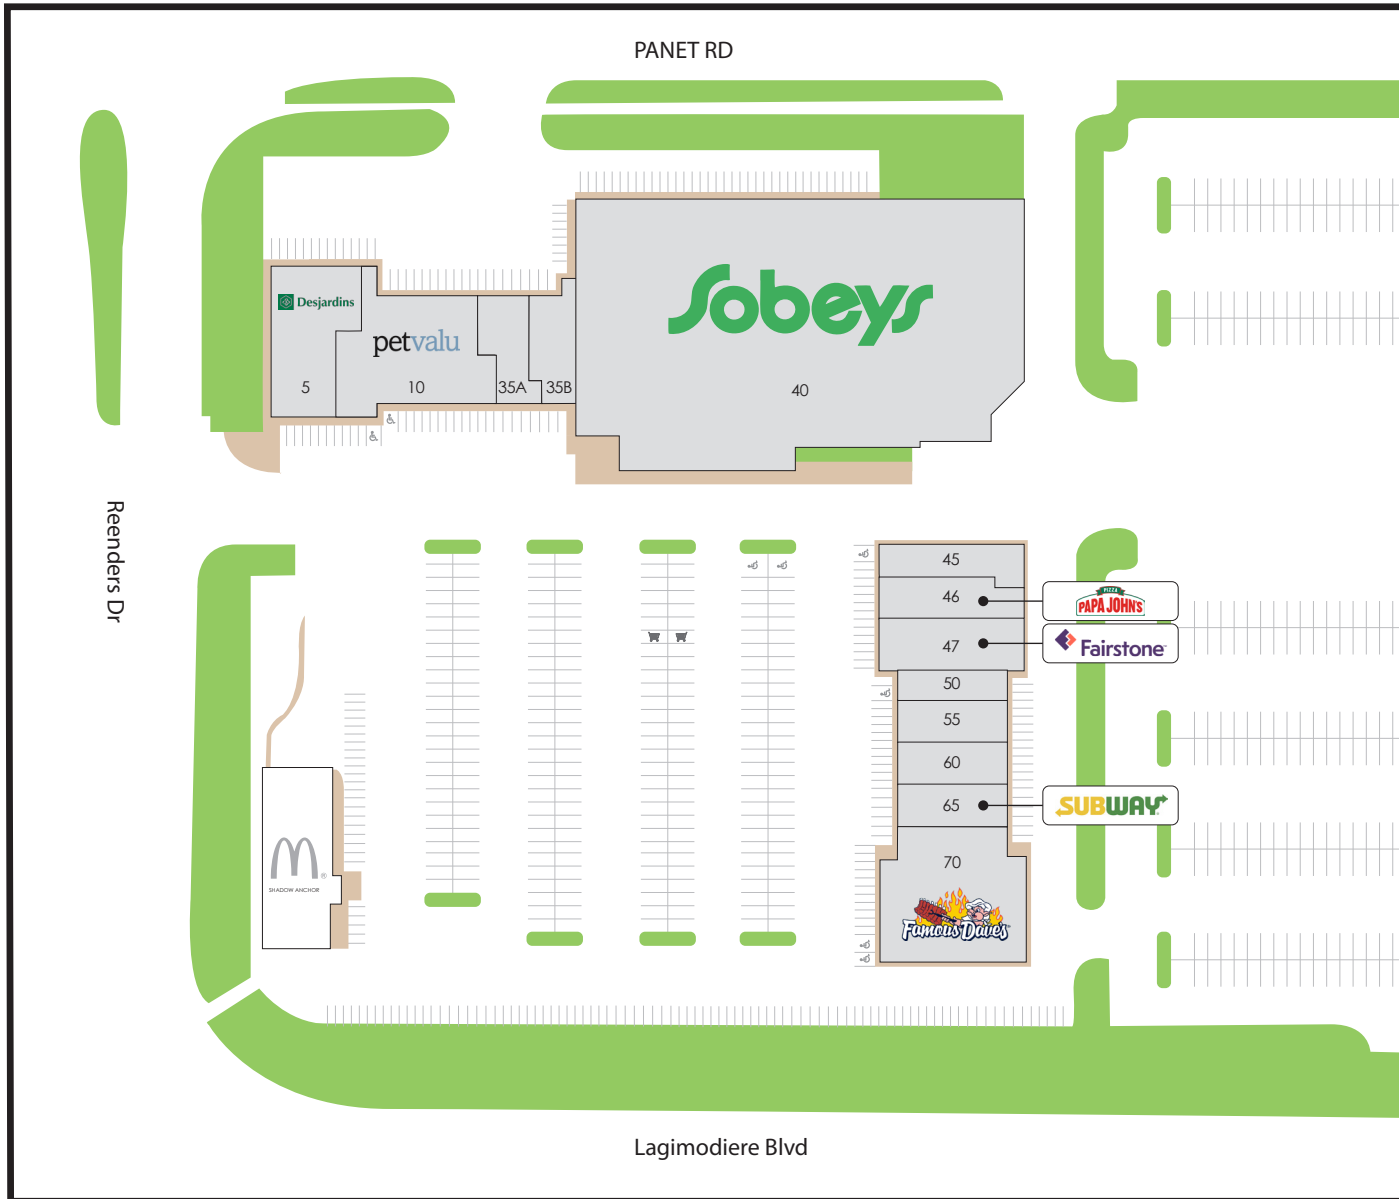 PANET RD
Sobeys
Desjardins
petvalu
5
10
35A
35B
40
Reenders Dr
45
46
PIZZA
PAPA JOHN'S
47
Fairstone
50
55
60
65
SUBWAY
70
Famous Dave's
®
SHADOW ANCHOR
Lagimodiere Blvd